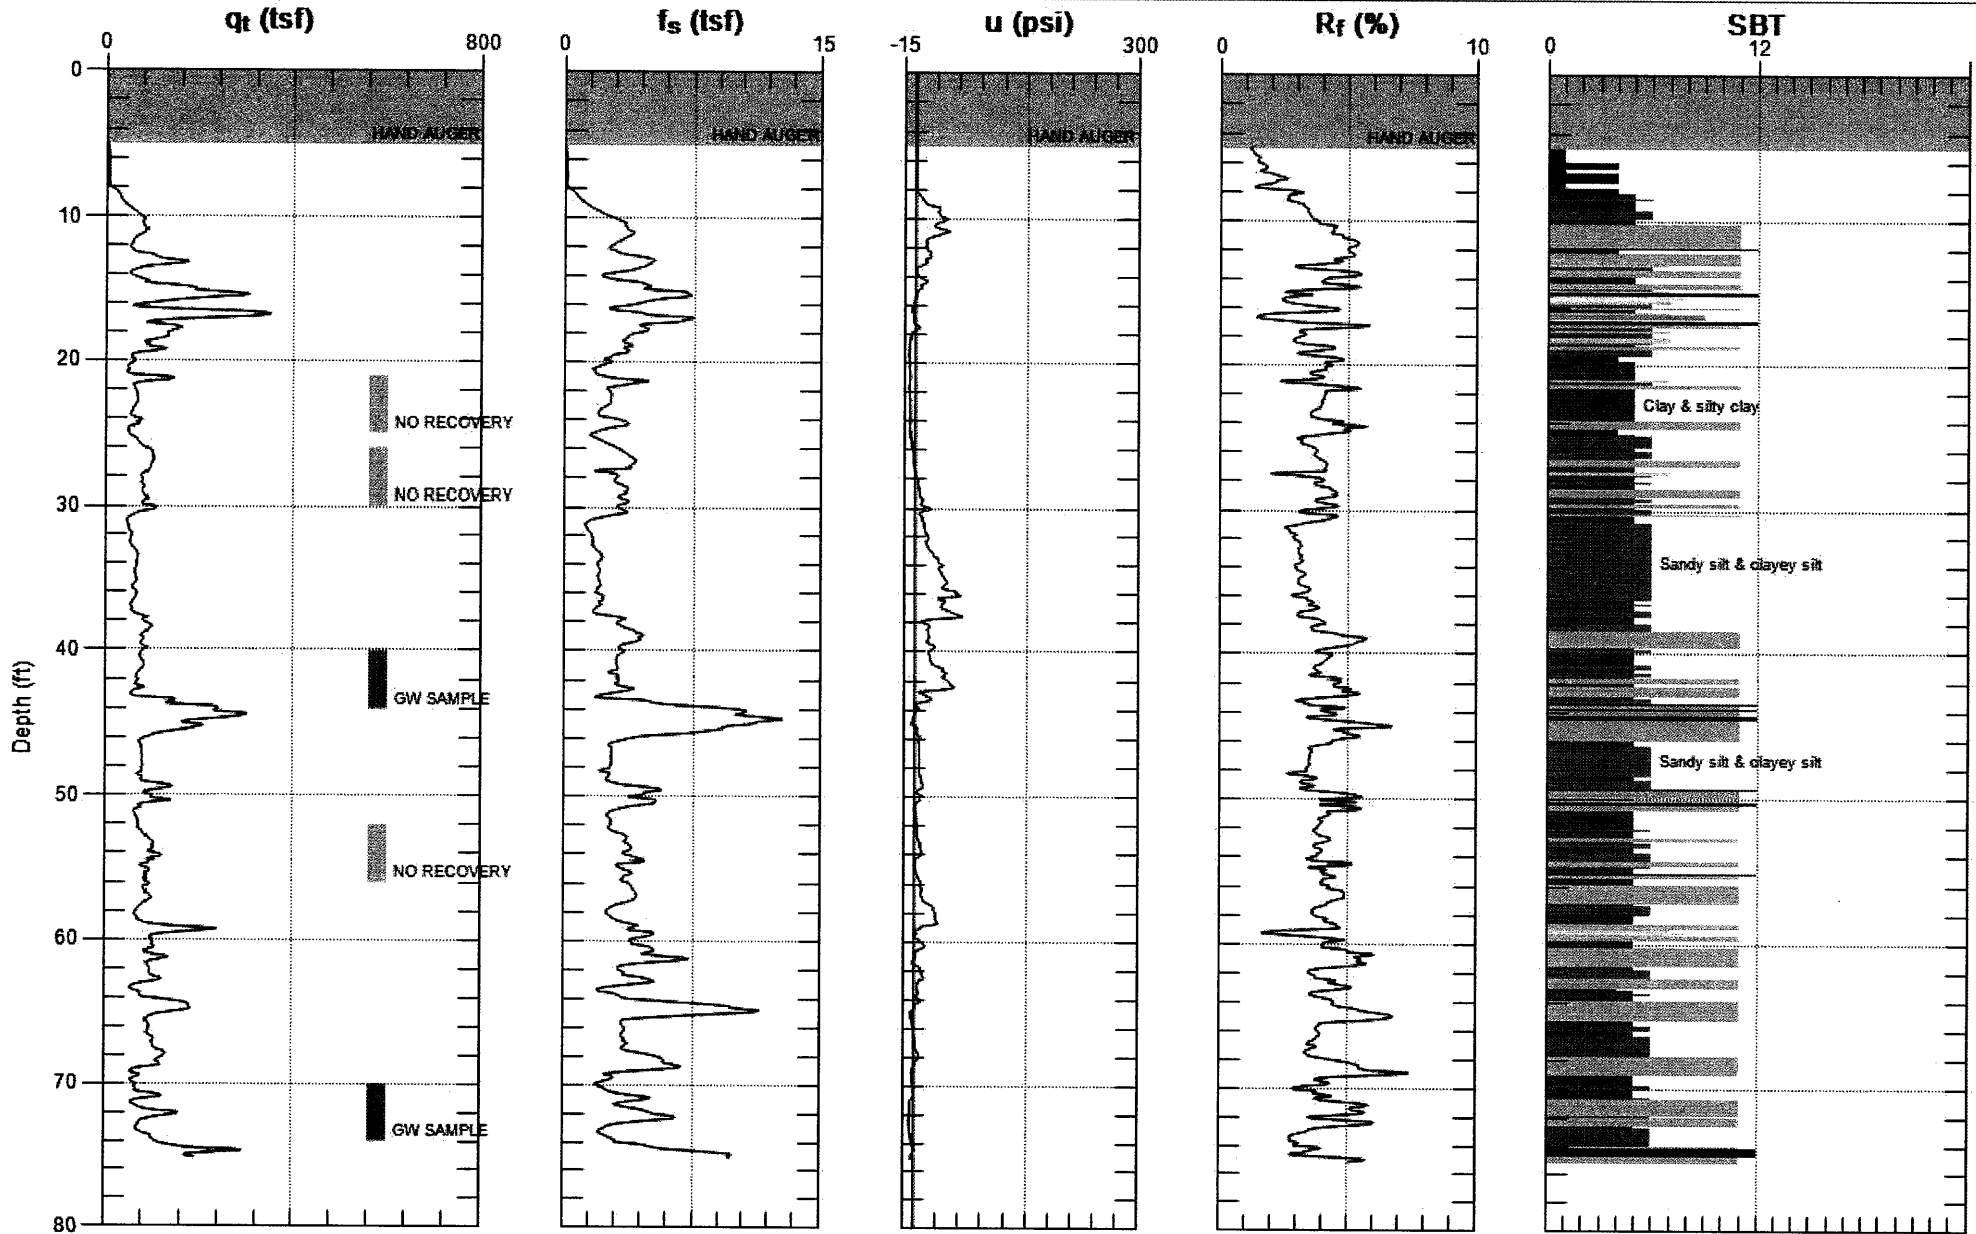 qt (tsf)
fs (tsf)
u (psi)
Rf (%)
SBT
0 800
0 15
-15 300
0 10
0 12
0
HAND AUGER
HAND AUGER
HAND AUGER
HAND AUGER
10
20
Clay & silty clay
NO RECOVERY
NO RECOVERY
30
Sandy silt & clayey silt
40
GW SAMPLE
Depth (ft)
Sandy silt & clayey silt
50
NO RECOVERY
60
70
GW SAMPLE
80